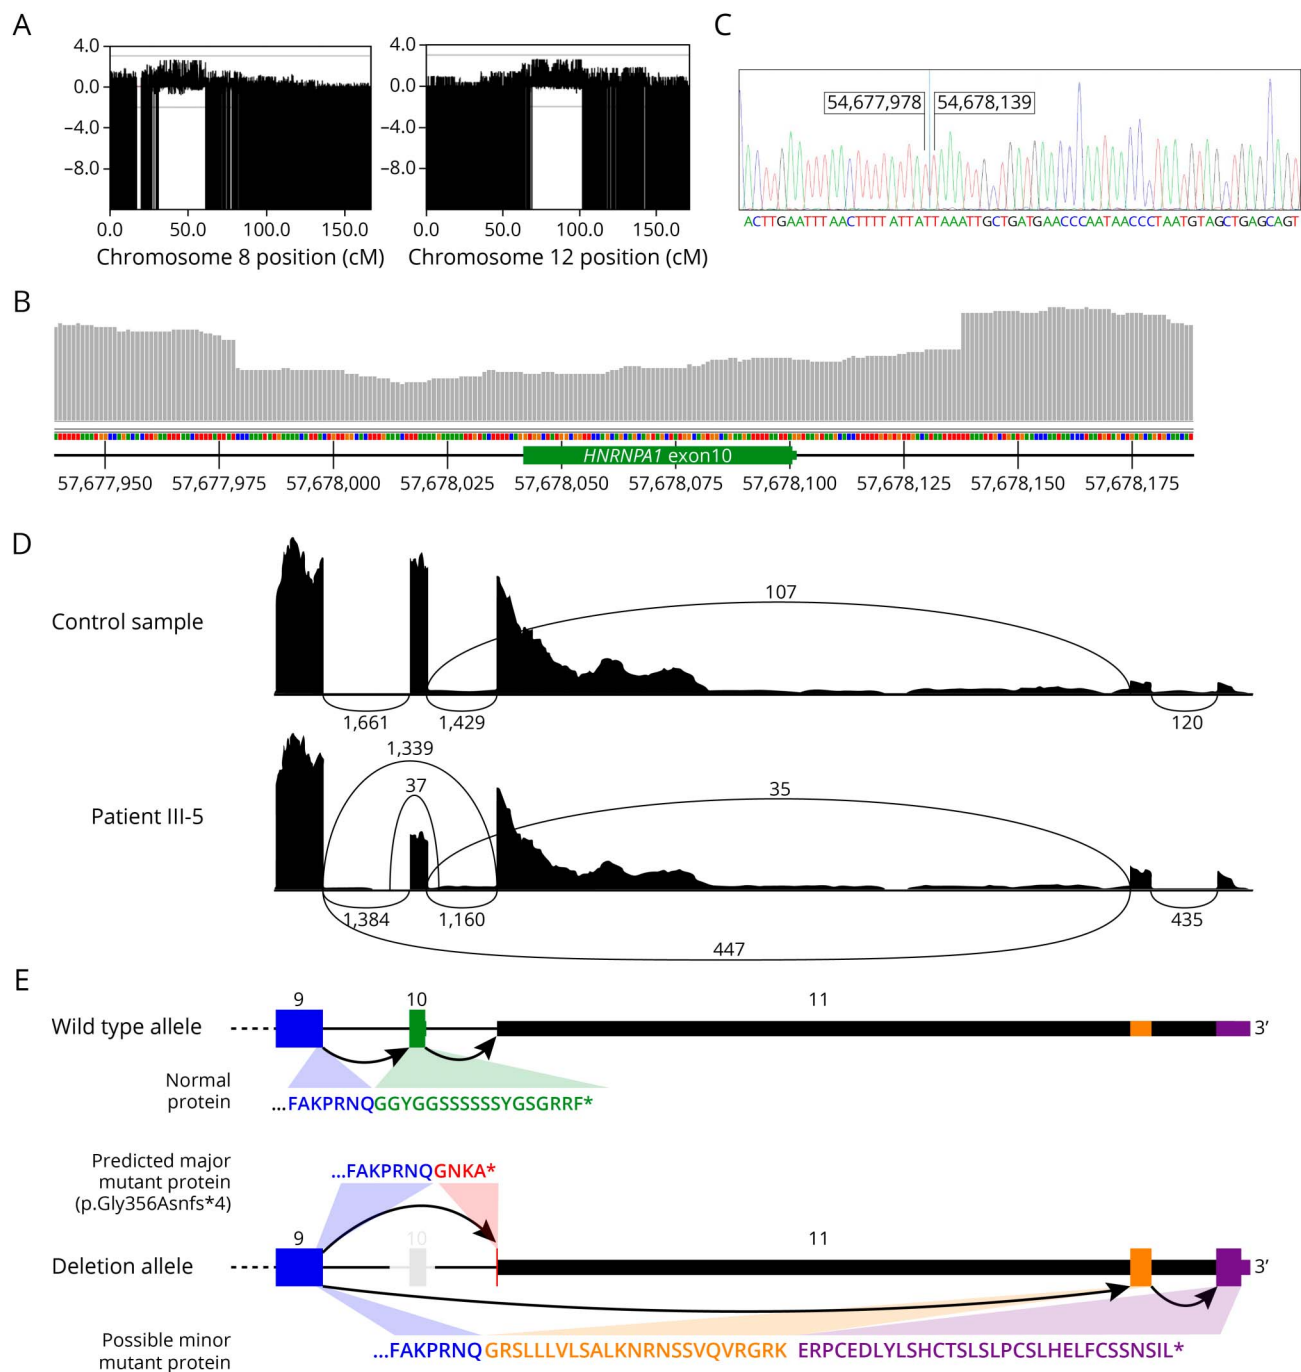 A
4.0
0.0
−4.0
−8.0
0.0
50.0
100.0
150.0
Chromosome 8 position (cM)
4.0
0.0
−4.0
−8.0
0.0
50.0
100.0
150.0
Chromosome 12 position (cM)
C
54,677,978
54,678,139
ACTTGAATTTAACTTTTATTATTAAATTGCTGATGAACCCAATAACCCTAATGTAGCTGAGCAGT
B
HNRNPA1 exon10
57,677,950
57,677,975
57,678,000
57,678,025
57,678,050
57,678,075
57,678,100
57,678,125
57,678,150
57,678,175
D
Control sample
107
1,661
1,429
120
Patient III-5
1,339
37
35
1,384
1,160
435
447
E
9
10
11
Wild type allele
3’
Normal
protein
...FAKPRNQGGYGGSSSSSSYGSGRRF*
Predicted major
mutant protein
(p.Gly356Asnfs*4)
...FAKPRNQGNKA*
9
10
11
Deletion allele
3’
Possible minor
mutant protein
...FAKPRNQGRSLLLVLSALKNRNSSVQVRGRK ERPCEDLYLSHCTSLSLPCSLHELFCSSNSIL*